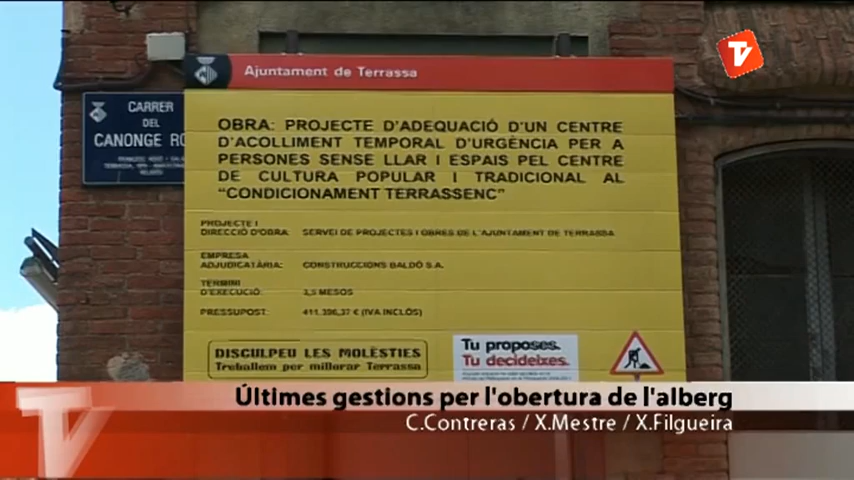 TV
Ajuntament de Terrassa
CARRER
DEL
CANONGE RO
OBRA: PROJECTE D'ADEQUACIÓ D'UN CENTRE
D'ACOLLIMENT TEMPORAL D'URGÈNCIA PER A
PERSONES SENSE LLAR I ESPAIS PEL CENTRE
DE CULTURA POPULAR I TRADICIONAL AL
“CONDICIONAMENT TERRASSENC”
PROJECTE I
DIRECCIÓ D'OBRA: SERVEI DE PROJECTES I OBRES DE L'AJUNTAMENT DE TERRASSA
EMPRESA
ADJUDICATÀRIA: CONSTRUCCIONS BALDÓ S.A.
TERMINI
D'EXECUCIÓ: 3,5 MESOS
PRESSUPOST: 411.396,37 € (IVA INCLÒS)
DISCULPEU LES MOLÈSTIES
Treballem per millorar Terrassa
Tu proposes.
Tu decideixes.
Últimes gestions per l'obertura de l'alberg
C.Contreras / X.Mestre / X.Filgueira
TV